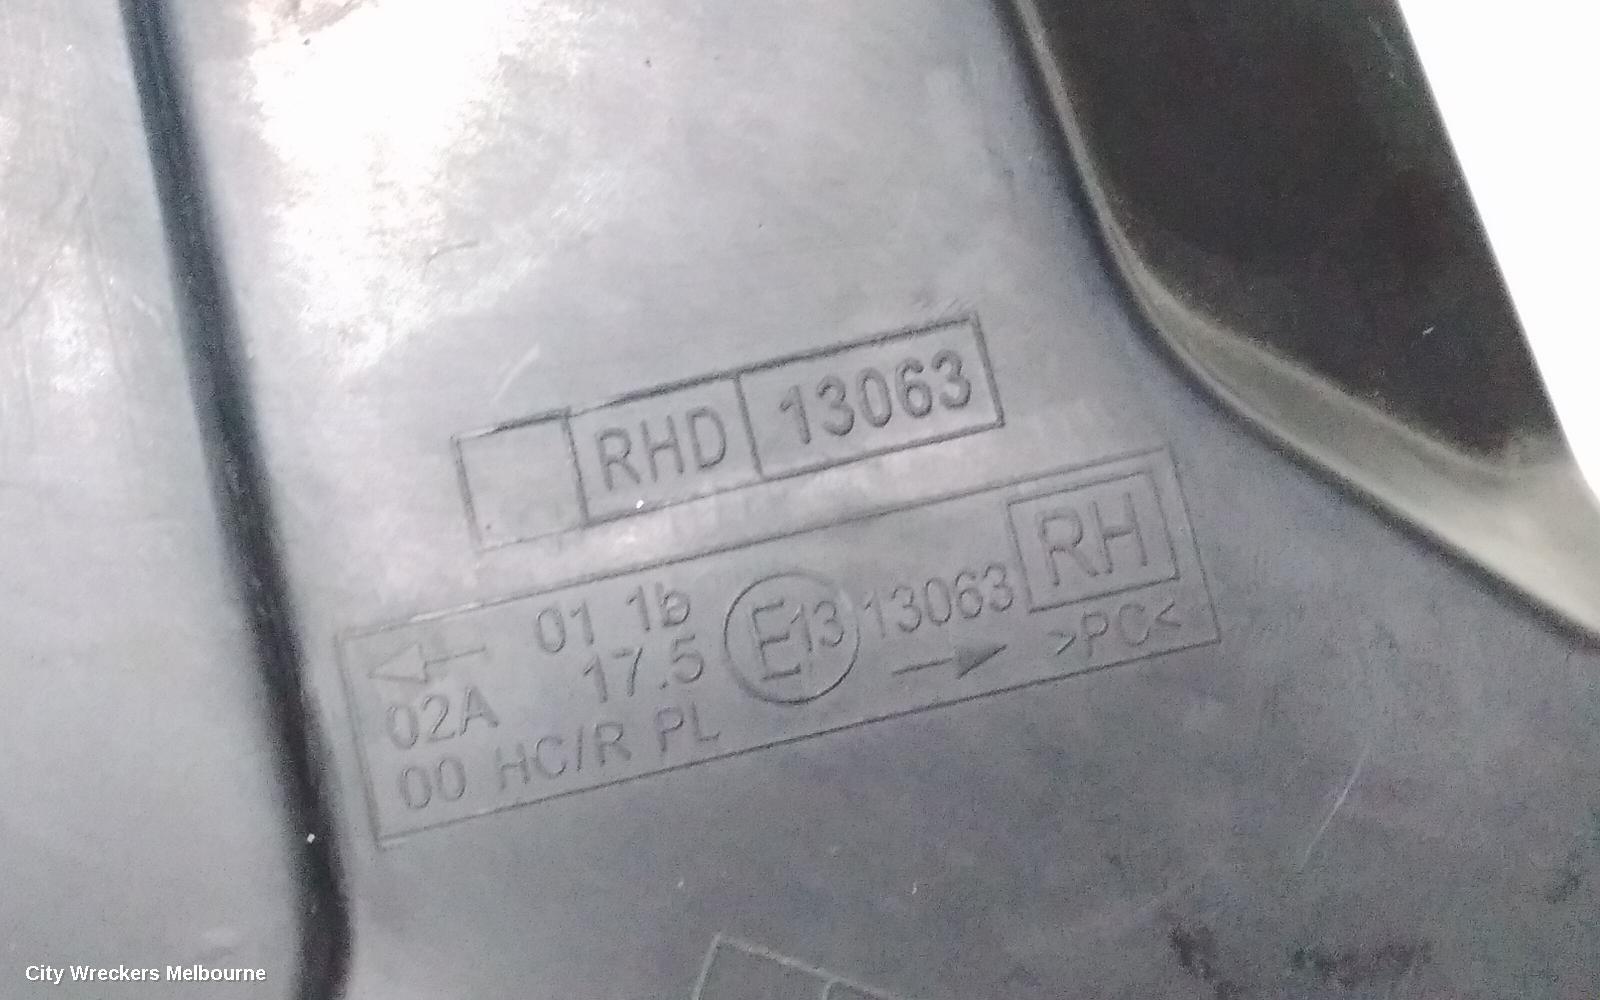 RHD 13063
01 1b E13 13063 RH
02A 17.5 >PC<
00 HC/R PL
City Wreckers Melbourne